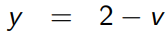 y = 2 − v